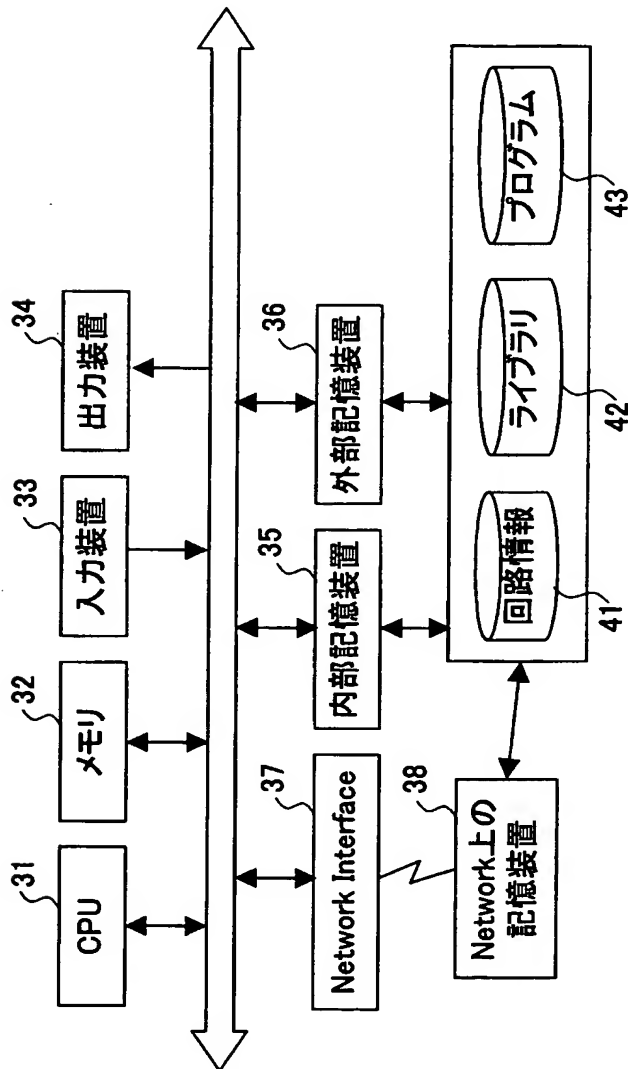 31
CPU
32
メモリ
33
入力装置
34
出力装置
37
Network Interface
35
内部記憶装置
36
外部記憶装置
38
Network上の
記憶装置
回路情報
41
ライブラリ
42
プログラム
43